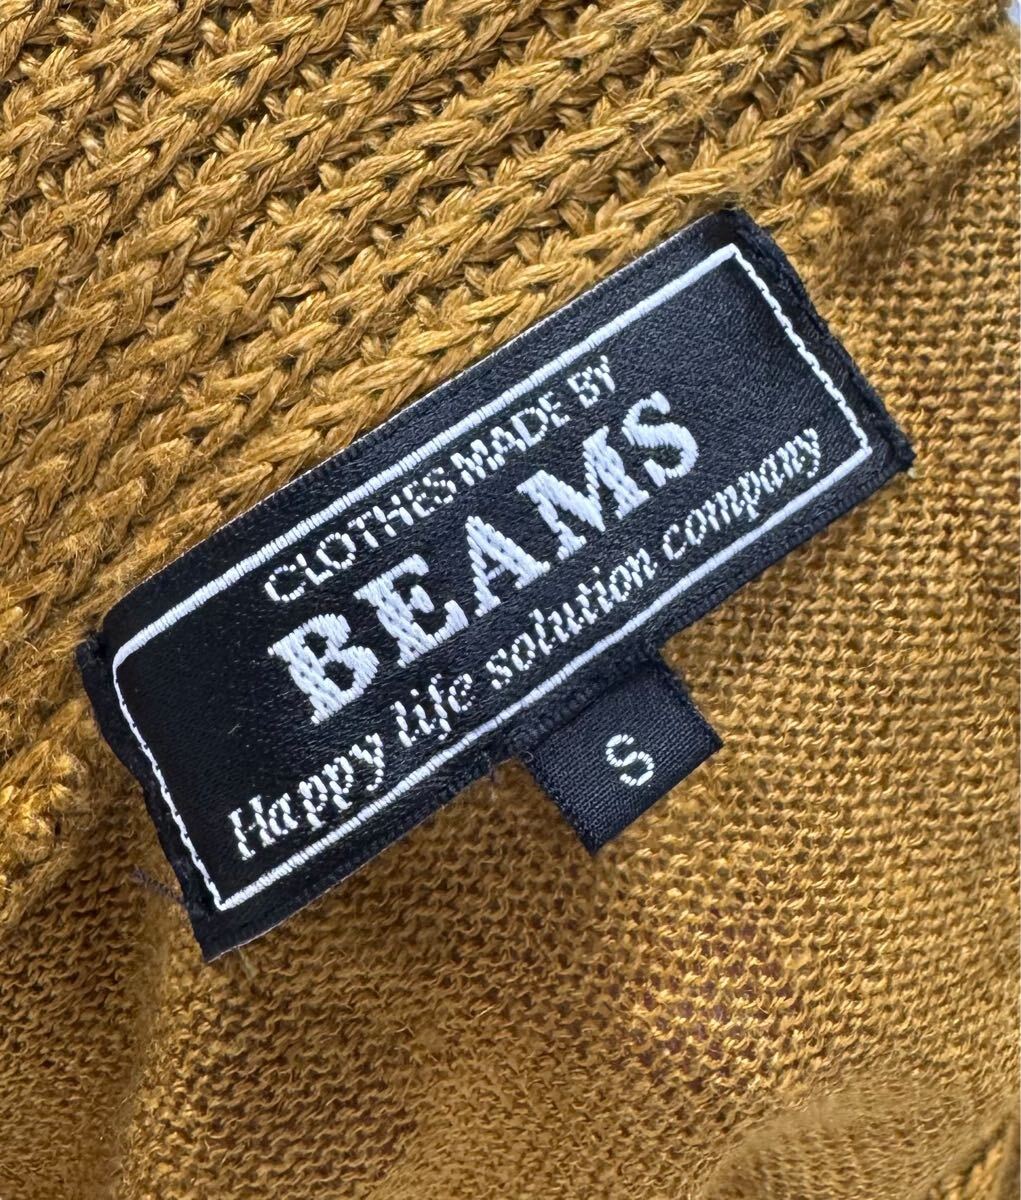 CLOTHES MADE BY
BEAMS
Happy life solution company
S